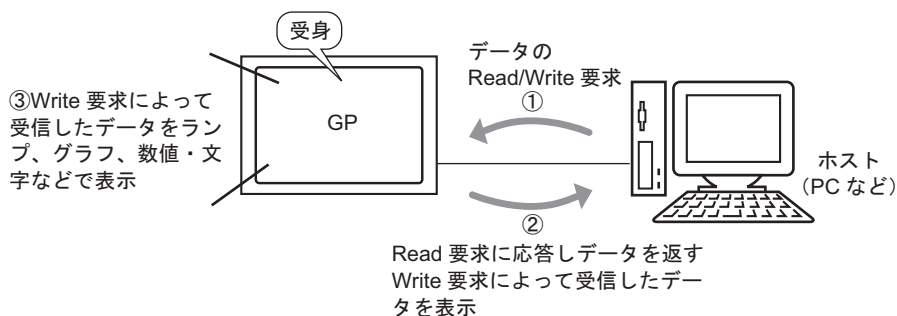 受身
データの
Read/Write 要求
①
③Write 要求によって
受信したデータをラン
プ、グラフ、数値・文
字などで表示
GP
ホスト
（PC など）
②
Read 要求に応答しデータを返す
Write 要求によって受信したデー
タを表示